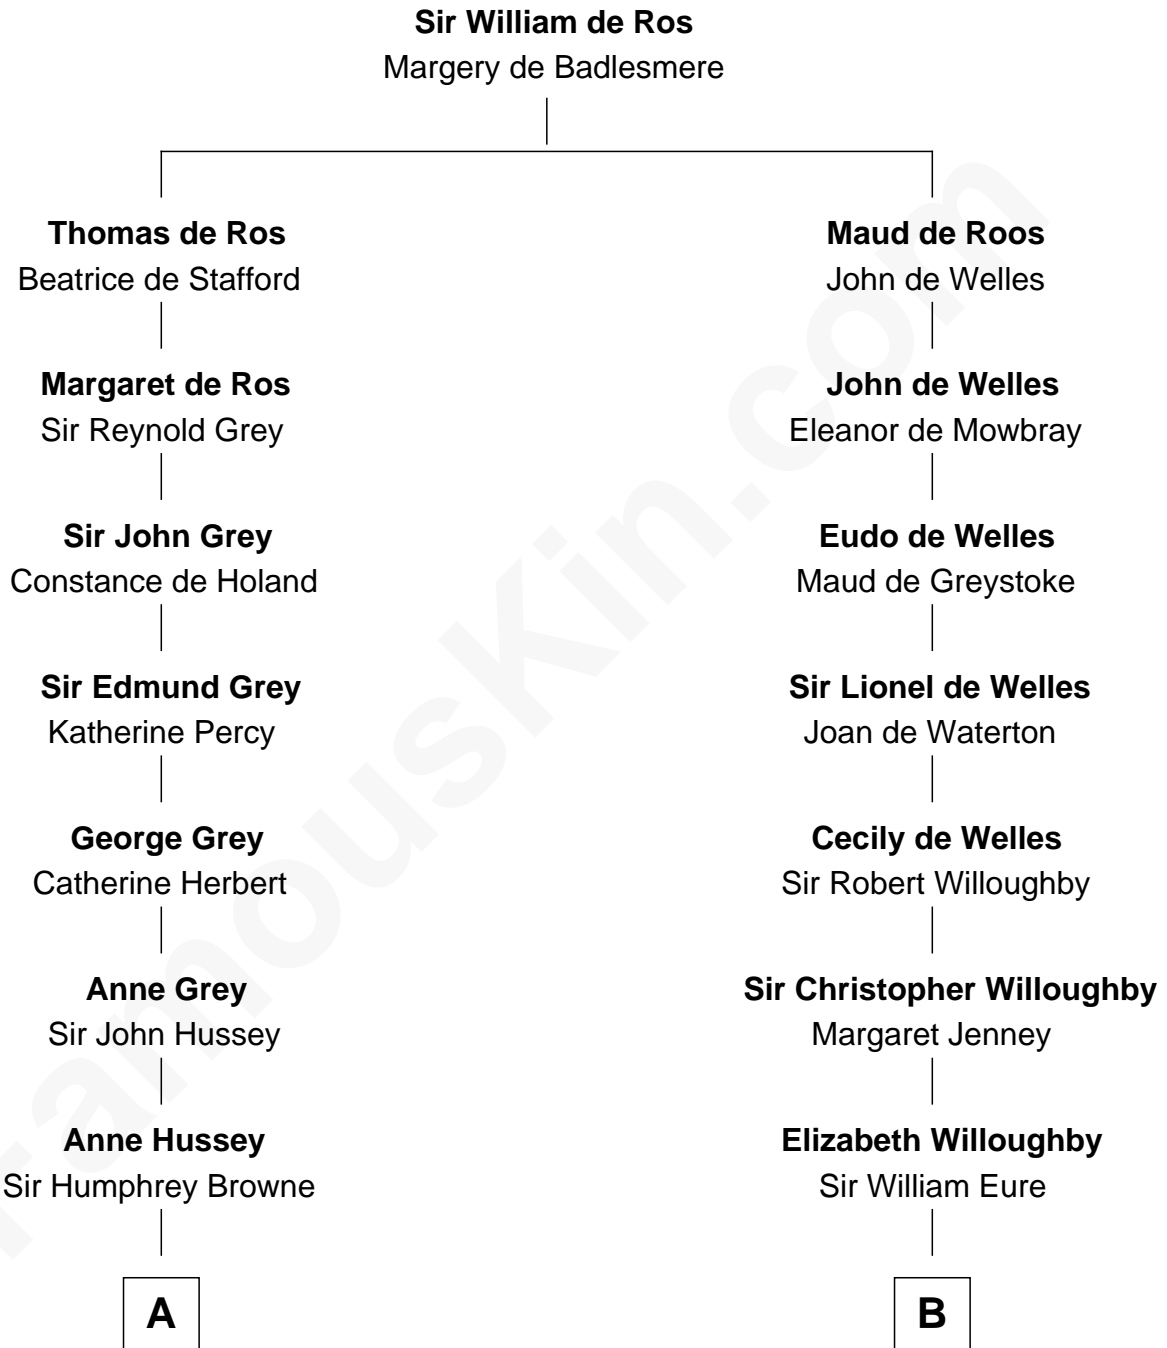 Sir William de Ros
Margery de Badlesmere
Thomas de Ros
Beatrice de Stafford
Maud de Roos
John de Welles
Margaret de Ros
Sir Reynold Grey
John de Welles
Eleanor de Mowbray
Sir John Grey
Constance de Holand
Eudo de Welles
Maud de Greystoke
Sir Edmund Grey
Katherine Percy
Sir Lionel de Welles
Joan de Waterton
George Grey
Catherine Herbert
Cecily de Welles
Sir Robert Willoughby
Anne Grey
Sir John Hussey
Sir Christopher Willoughby
Margaret Jenney
Anne Hussey
Sir Humphrey Browne
Elizabeth Willoughby
Sir William Eure
A
B
FamousKin.com